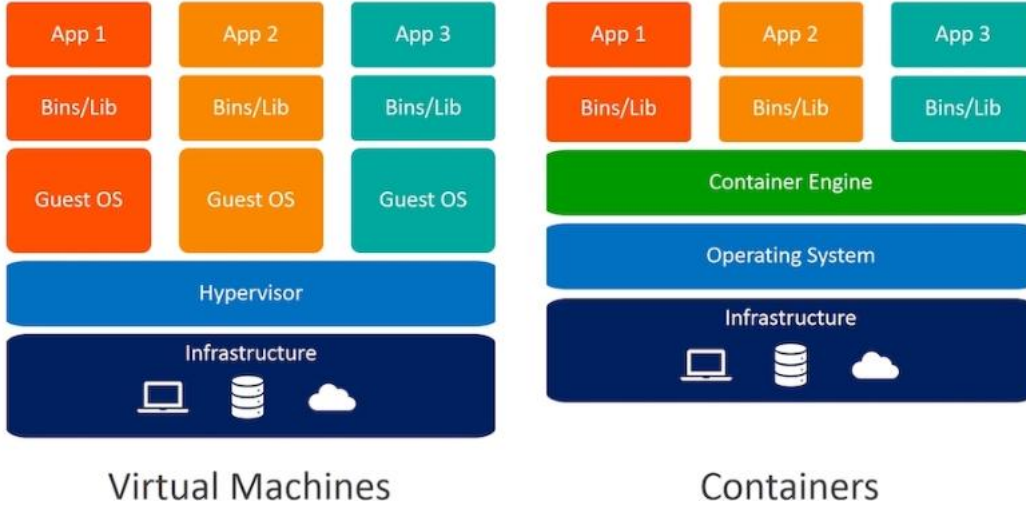 App 1
App 2
App 3
Bins/Lib
Bins/Lib
Bins/Lib
Guest OS
Guest OS
Guest OS
Hypervisor
Infrastructure
Virtual Machines
App 1
App 2
App 3
Bins/Lib
Bins/Lib
Bins/Lib
Container Engine
Operating System
Infrastructure
Containers